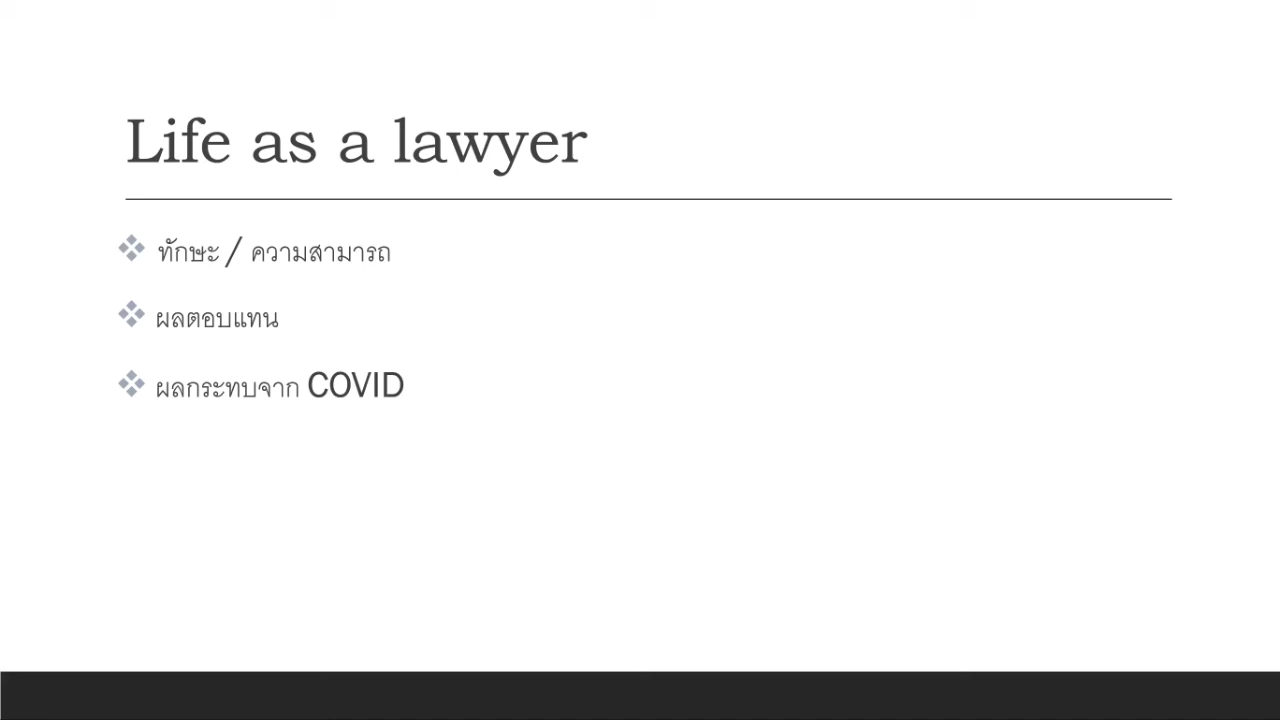 Life as a lawyer
❖ ทักษะ / ความสามารถ
❖ ผลตอบแทน
❖ ผลกระทบจาก COVID